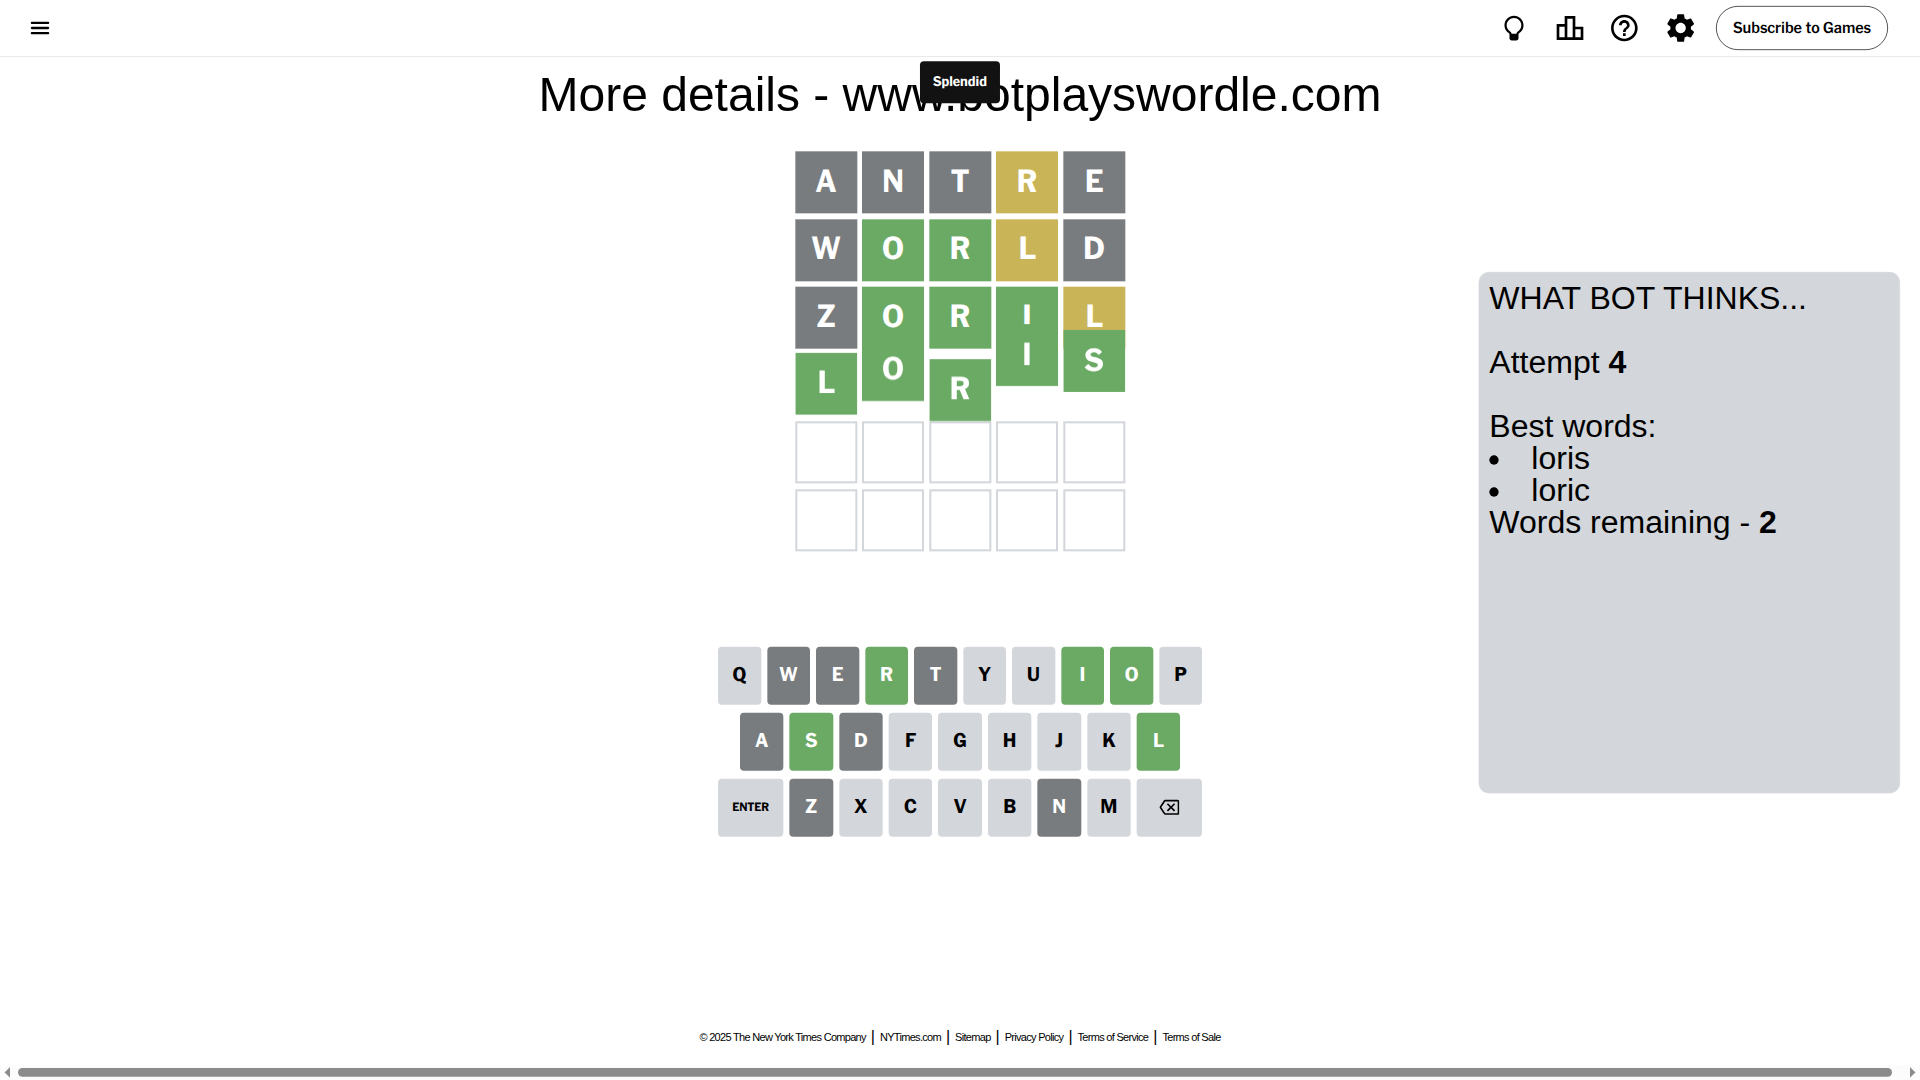 Subscribe to Games
Splendid
More details - www.botplayswordle.com
A N T R E
W O R L D
Z O R I L
L O R I S
WHAT BOT THINKS...
Attempt 4
Best words:
• loris
• loric
Words remaining - 2
Q W E R T Y U I O P
A S D F G H J K L
ENTER Z X C V B N M
© 2025 The New York Times Company | NYTimes.com | Sitemap | Privacy Policy | Terms of Service | Terms of Sale